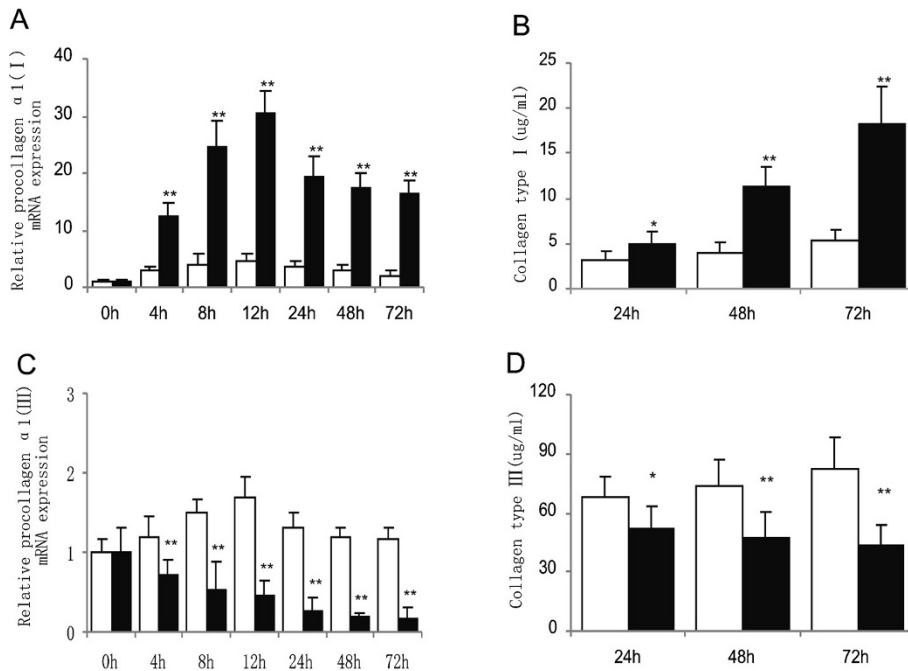 A
Relative procollagen α 1(I)
mRNA expression
40
30
20
10
0
** ** ** ** ** **
0h 4h 8h 12h 24h 48h 72h
B
Collagen type I (ug/ml)
25
20
15
10
5
0
* ** **
24h 48h 72h
C
Relative procollagen α 1(III)
mRNA expression
3
2
1
0
** ** ** ** ** **
0h 4h 8h 12h 24h 48h 72h
D
Collagen type III (ug/ml)
120
90
60
30
0
* ** **
24h 48h 72h